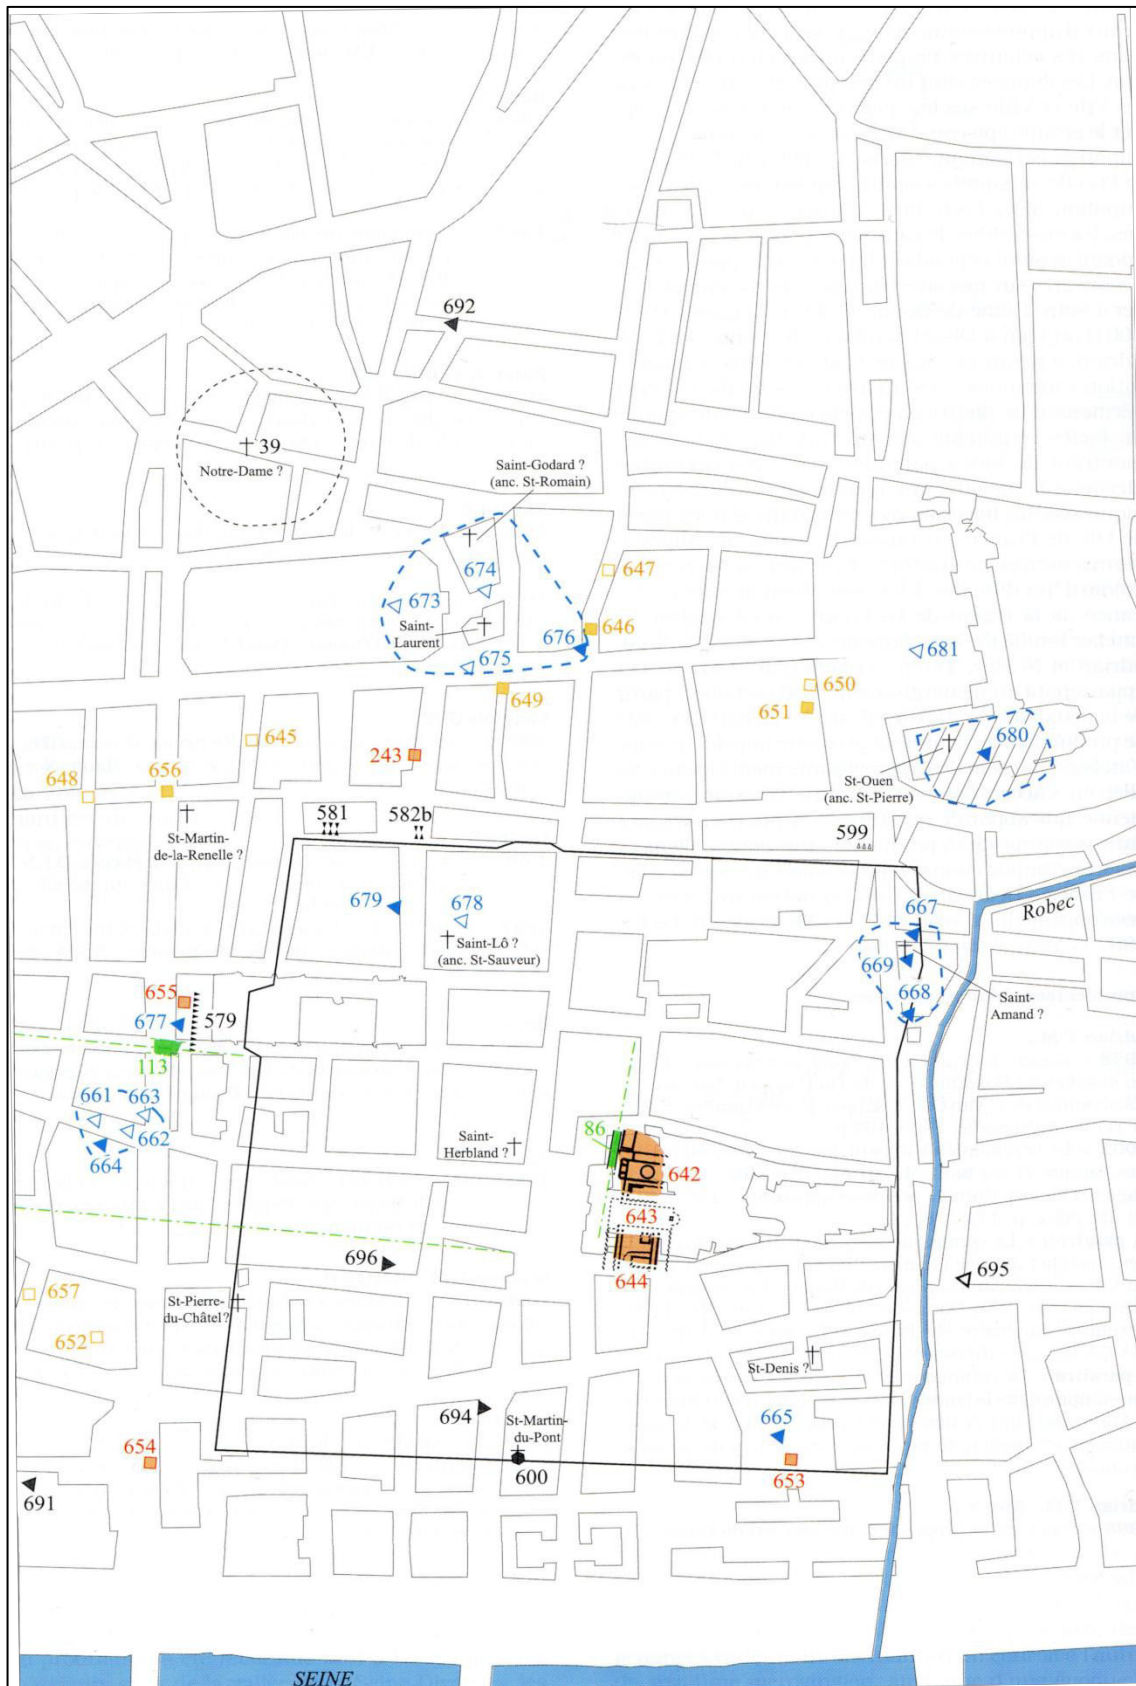 692
39
Notre-Dame ?
Saint-Godard ?
(anc. St-Romain)
674
647
673
646
Saint-
Laurent
676
675
681
649
650
651
645
243
680
648
656
St-Ouen
(anc. St-Pierre)
St-Martin-
de-la-Renelle ?
581
582b
599
679
678
667
Robec
Saint-Lô ?
(anc. St-Sauveur)
669
668
Saint-
Amand ?
655
677
579
113
661
663
662
664
86
Saint-
Herbland ?
642
643
644
696
695
657
St-Pierre-
du-Châtel ?
652
St-Denis ?
694
St-Martin-
du-Pont
665
654
600
653
691
SEINE